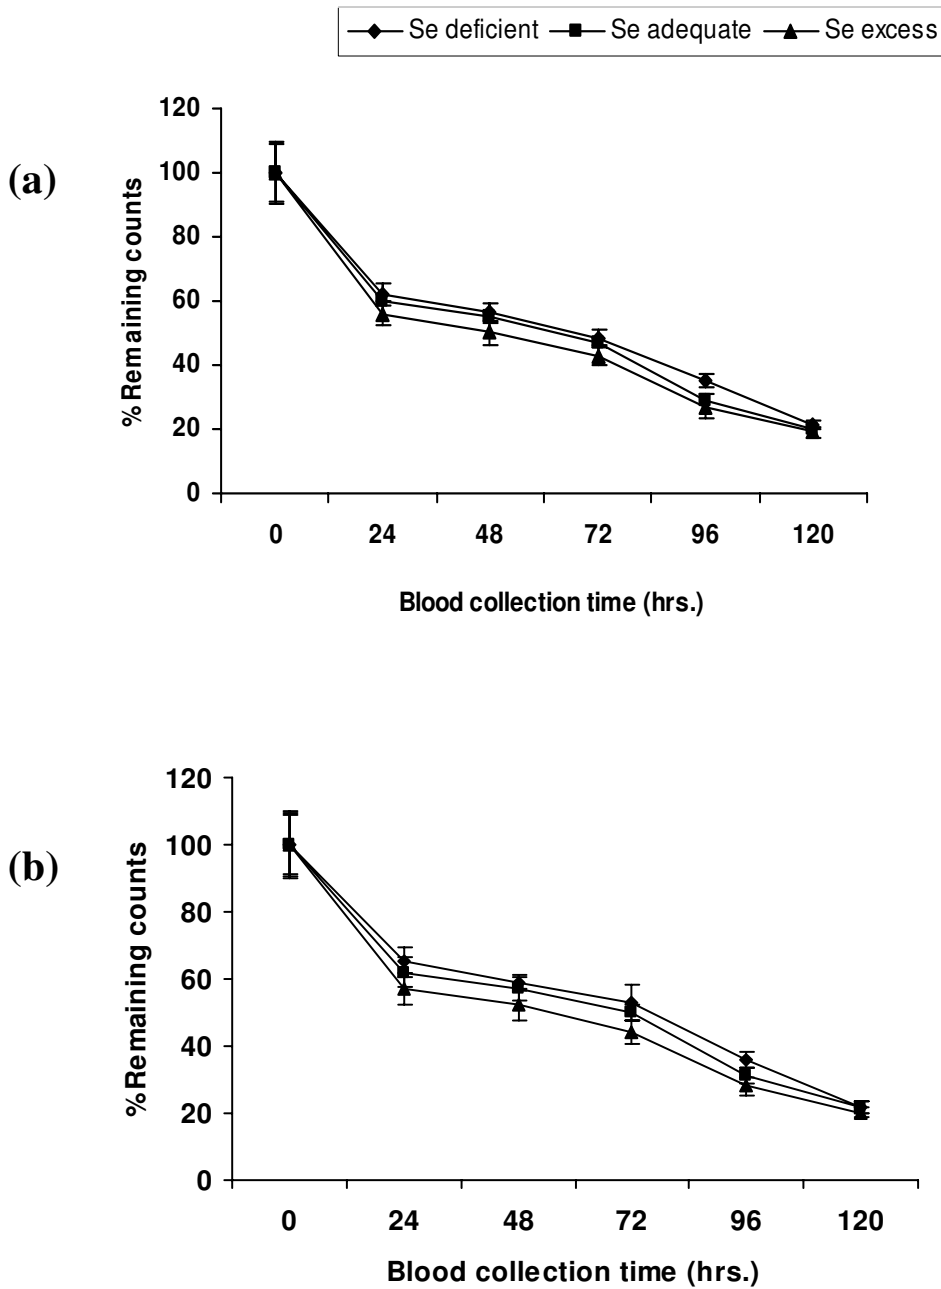 Se deficient Se adequate Se excess
(a)
120
100
80
60
40
20
0
% Remaining counts
0 24 48 72 96 120
Blood collection time (hrs.)
(b)
120
100
80
60
40
20
0
%Remaining counts
0 24 48 72 96 120
Blood collection time (hrs.)